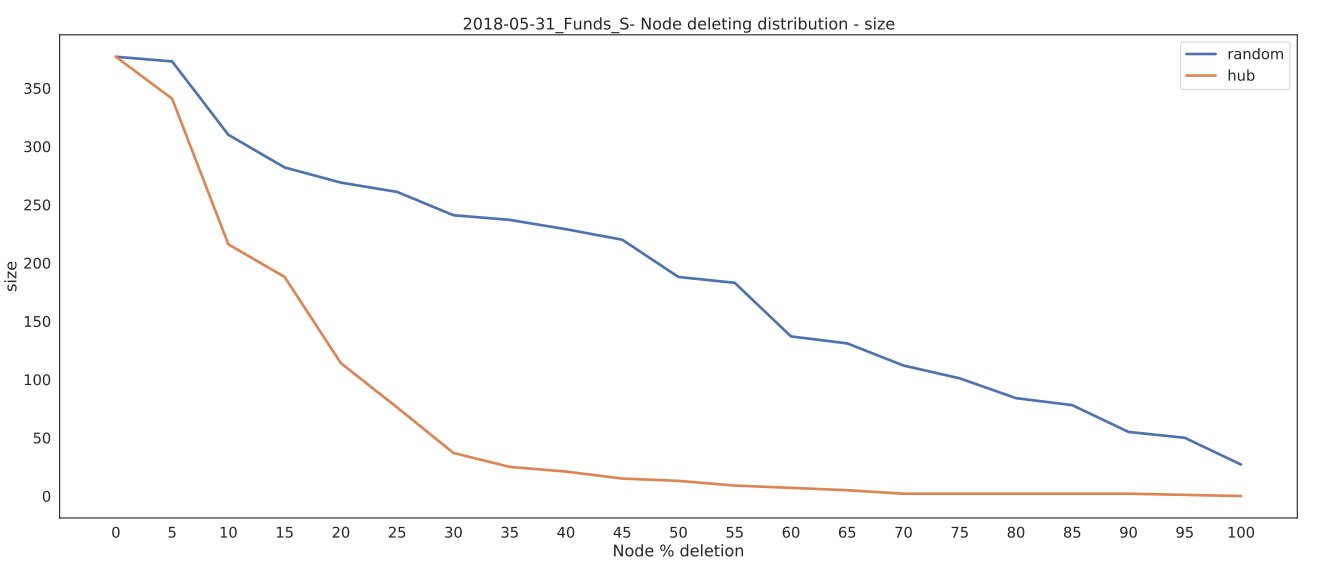 2018-05-31_Funds_S- Node deleting distribution - size
random
hub
size
350
300
250
200
150
100
50
0
0 5 10 15 20 25 30 35 40 45 50 55 60 65 70 75 80 85 90 95 100
Node % deletion